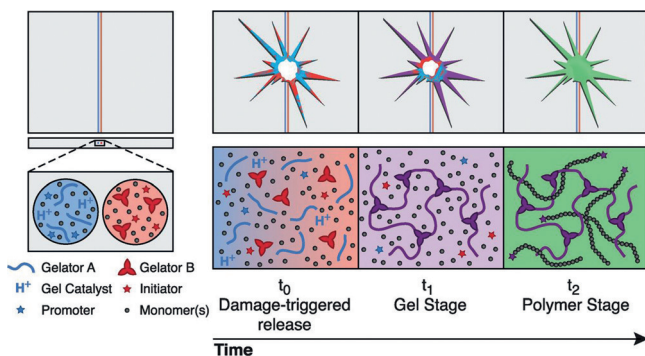 H⁺
H⁺
H⁺
Gelator A
Gelator B
H⁺ Gel Catalyst
Initiator
Promoter
Monomer(s)
H⁺
H⁺
H⁺
t₀
Damage-triggered
release
t₁
Gel Stage
t₂
Polymer Stage
Time